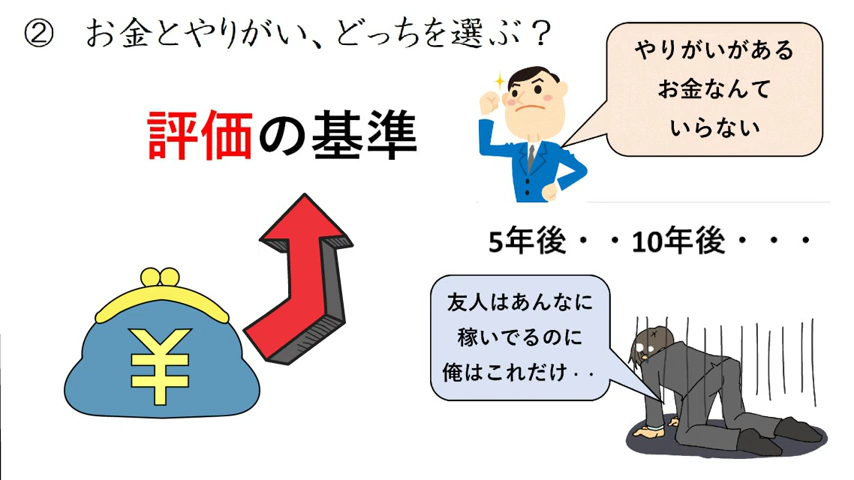 ② お金とやりがい、どっちを選ぶ？
やりがいがある
お金なんて
いらない
評価の基準
5年後・・10年後・・・
友人はあんなに
稼いでるのに
俺はこれだけ‥
¥